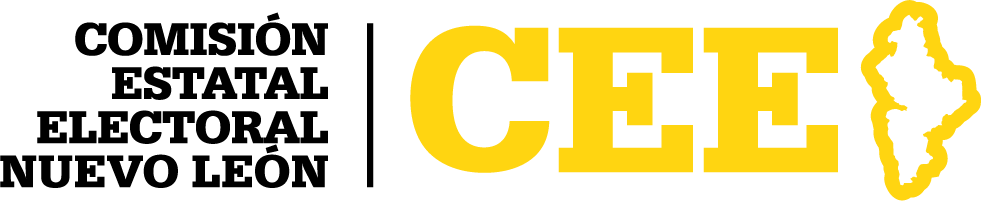 COMISIÓN
ESTATAL
ELECTORAL
NUEVO LEÓN
CEE